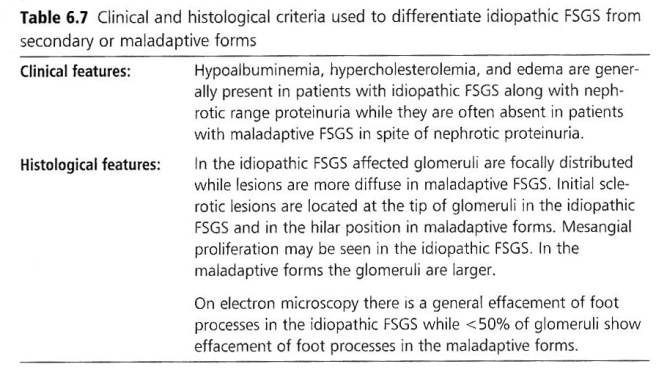 Table 6.7 Clinical and histological criteria used to differentiate idiopathic FSGS from
secondary or maladaptive forms
Clinical features: Hypoalbuminemia, hypercholesterolemia, and edema are gener-
ally present in patients with idiopathic FSGS along with neph-
rotic range proteinuria while they are often absent in patients
with maladaptive FSGS in spite of nephrotic proteinuria.
Histological features: In the idiopathic FSGS affected glomeruli are focally distributed
while lesions are more diffuse in maladaptive FSGS. Initial scle-
rotic lesions are located at the tip of glomeruli in the idiopathic
FSGS and in the hilar position in maladaptive forms. Mesangial
proliferation may be seen in the idiopathic FSGS. In the
maladaptive forms the glomeruli are larger.
On electron microscopy there is a general effacement of foot
processes in the idiopathic FSGS while <50% of glomeruli show
effacement of foot processes in the maladaptive forms.